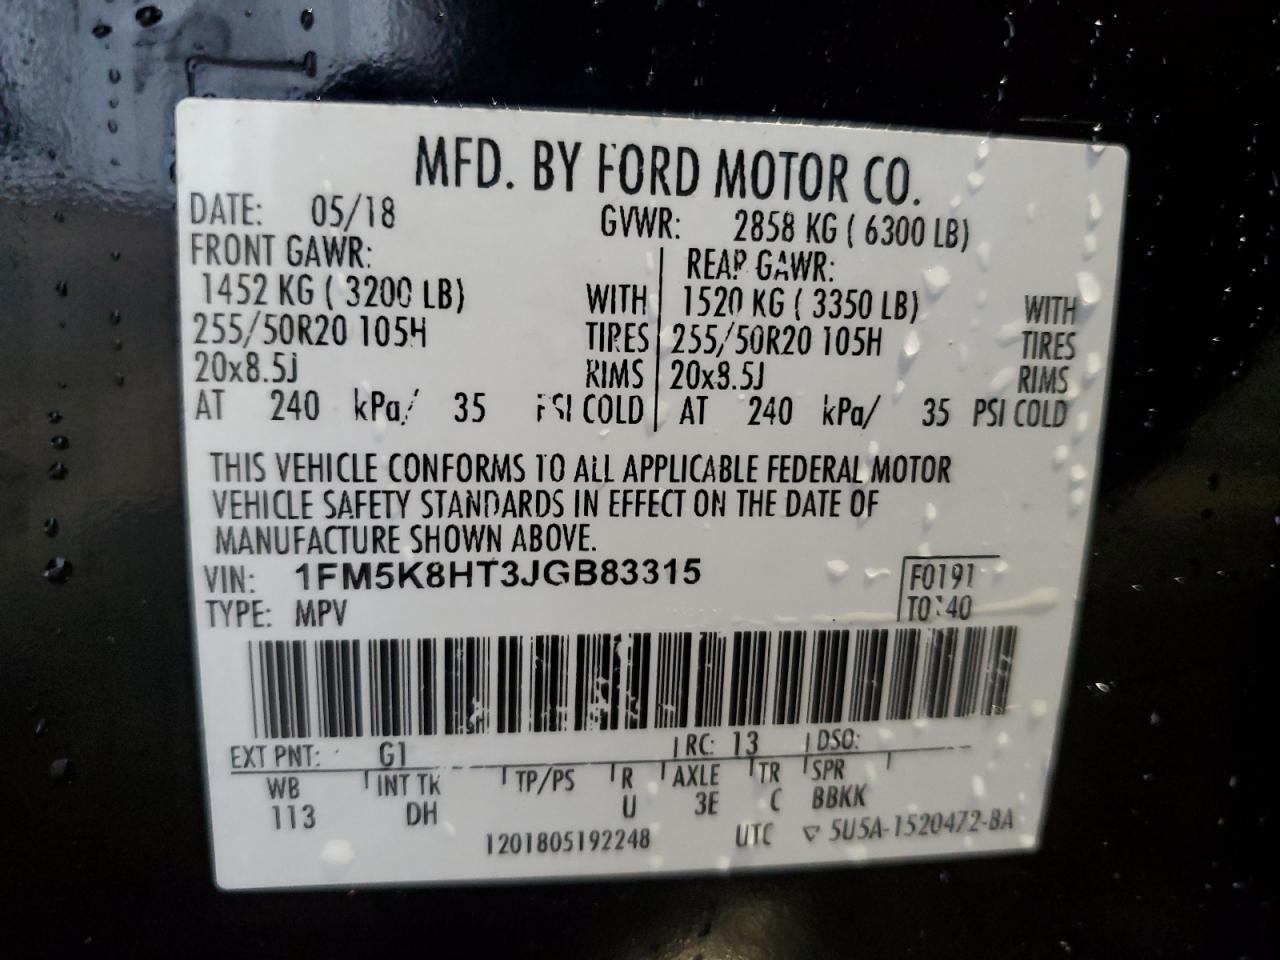 MFD. BY FORD MOTOR CO.
DATE: 05/18 GVWR: 2858 KG ( 6300 LB)
FRONT GAWR: REAR GAWR:
1452 KG ( 3200 LB) WITH 1520 KG ( 3350 LB) WITH
255/50R20 105H TIRES 255/50R20 105H TIRES
20x8.5J RIMS 20x8.5J RIMS
AT 240 kPa/ 35 PSI COLD AT 240 kPa/ 35 PSI COLD
THIS VEHICLE CONFORMS TO ALL APPLICABLE FEDERAL MOTOR
VEHICLE SAFETY STANDARDS IN EFFECT ON THE DATE OF
MANUFACTURE SHOWN ABOVE.
VIN: 1FM5K8HT3JGB83315 F0191
TYPE: MPV
EXT PNT: G1 RC: 13 DSO:
WB INT TK TP/PS R AXLE TR SPR
113 DH U 3E C BBKK
1201805192248 UTC 5U5A-1520472-BA